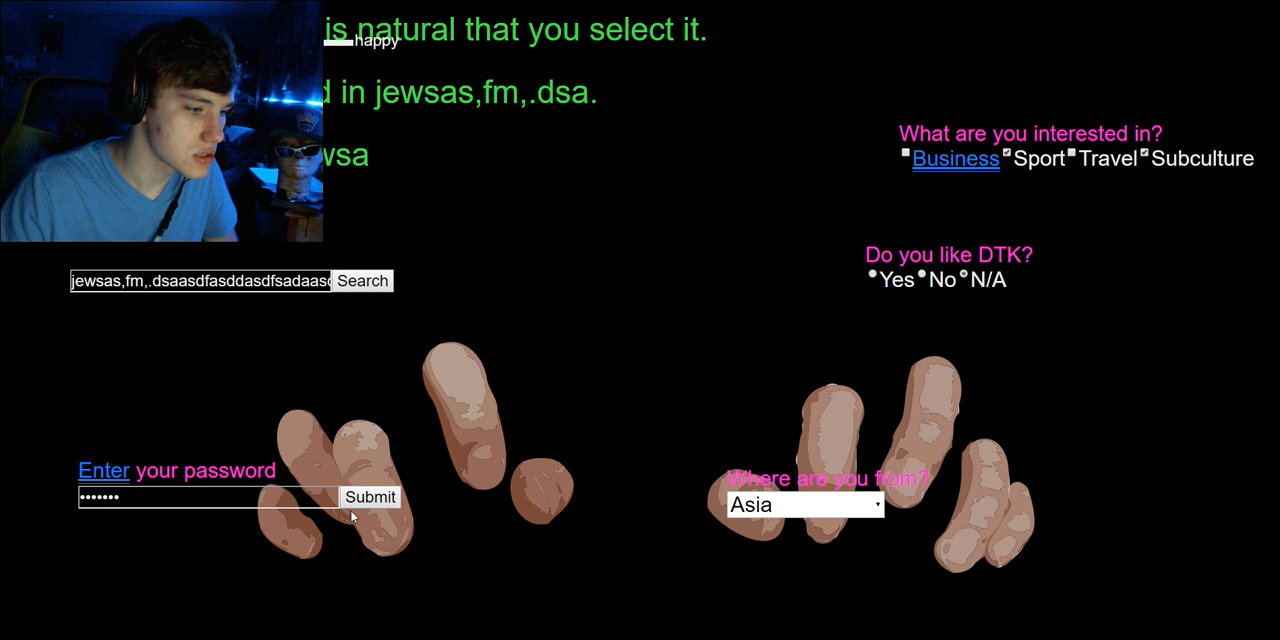 is natural that you select it.
happy
d in jewsas,fm,.dsa.
wsa
What are you interested in?
Business Sport Travel Subculture
Do you like DTK?
Yes No N/A
jewsas,fm,.dsaasdfasddasdfsadaasd Search
Enter your password
••••••• Submit
Where are you from?
Asia